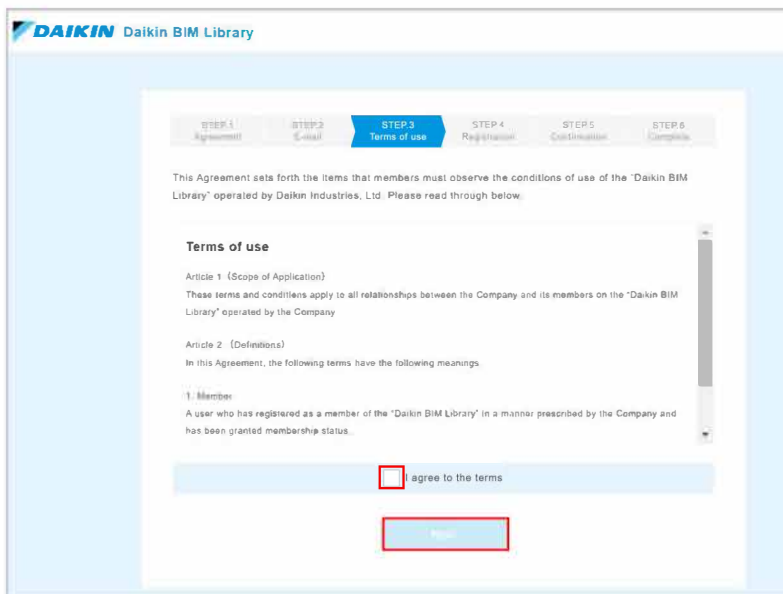 DAIKIN Daikin BIM Library
STEP.1 STEP.2 STEP.3 STEP.4 STEP.5 STEP.6
Agreement E-mail Terms of use Registration Confirmation Complete
This Agreement sets forth the items that members must observe the conditions of use of the "Daikin BIM
Library" operated by Daikin Industries, Ltd. Please read through below.
Terms of use
Article 1 (Scope of Application)
These terms and conditions apply to all relationships between the Company and its members on the "Daikin BIM
Library" operated by the Company
Article 2 (Definitions)
In this Agreement, the following terms have the following meanings
1. Member
A user who has registered as a member of the "Daikin BIM Library" in a manner prescribed by the Company and
has been granted membership status.
I agree to the terms
Next